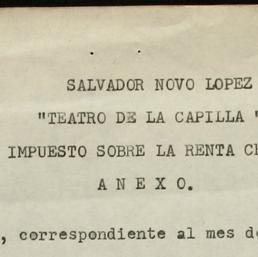 SALVADOR NOVO LOPEZ
"TEATRO DE LA CAPILLA "
IMPUESTO SOBRE LA RENTA
A N E X O.
, correspondiente al mes